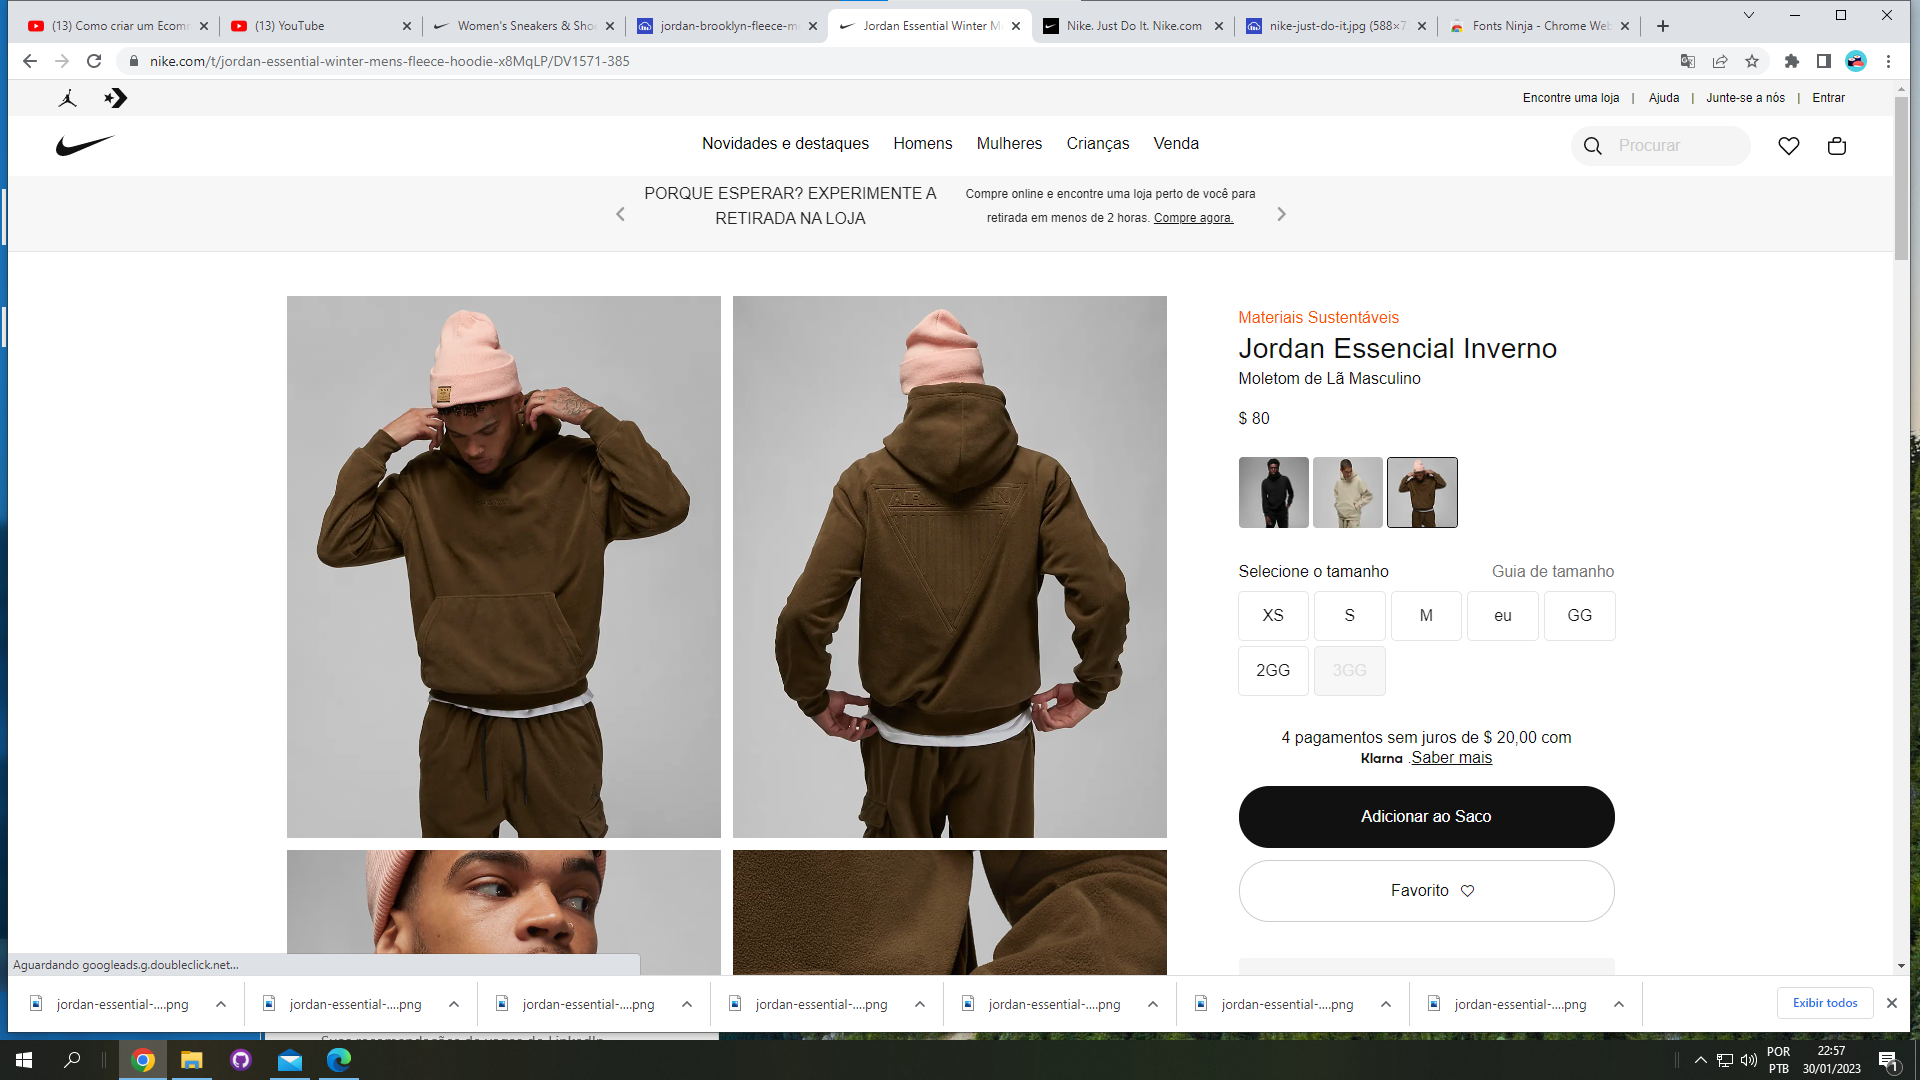 (13) Como criar um Ecomm
(13) YouTube
Women's Sneakers & Sho
jordan-brooklyn-fleece-m
Jordan Essential Winter M
Nike. Just Do It. Nike.com
nike-just-do-it.jpg (588×7
Fonts Ninja - Chrome Web
nike.com/t/jordan-essential-winter-mens-fleece-hoodie-x8MqLP/DV1571-385
Encontre uma loja | Ajuda | Junte-se a nós | Entrar
Novidades e destaques Homens Mulheres Crianças Venda
Procurar
PORQUE ESPERAR? EXPERIMENTE A
RETIRADA NA LOJA
Compre online e encontre uma loja perto de você para
retirada em menos de 2 horas. Compre agora.
Materiais Sustentáveis
Jordan Essencial Inverno
Moletom de Lã Masculino
$ 80
Selecione o tamanho Guia de tamanho
XS S M eu GG
2GG 3GG
4 pagamentos sem juros de $ 20,00 com
Klarna .Saber mais
Adicionar ao Saco
Favorito
Aguardando googleads.g.doubleclick.net...
jordan-essential-....png
jordan-essential-....png
jordan-essential-....png
jordan-essential-....png
jordan-essential-....png
jordan-essential-....png
jordan-essential-....png
Exibir todos
POR
PTB
22:57
30/01/2023
1